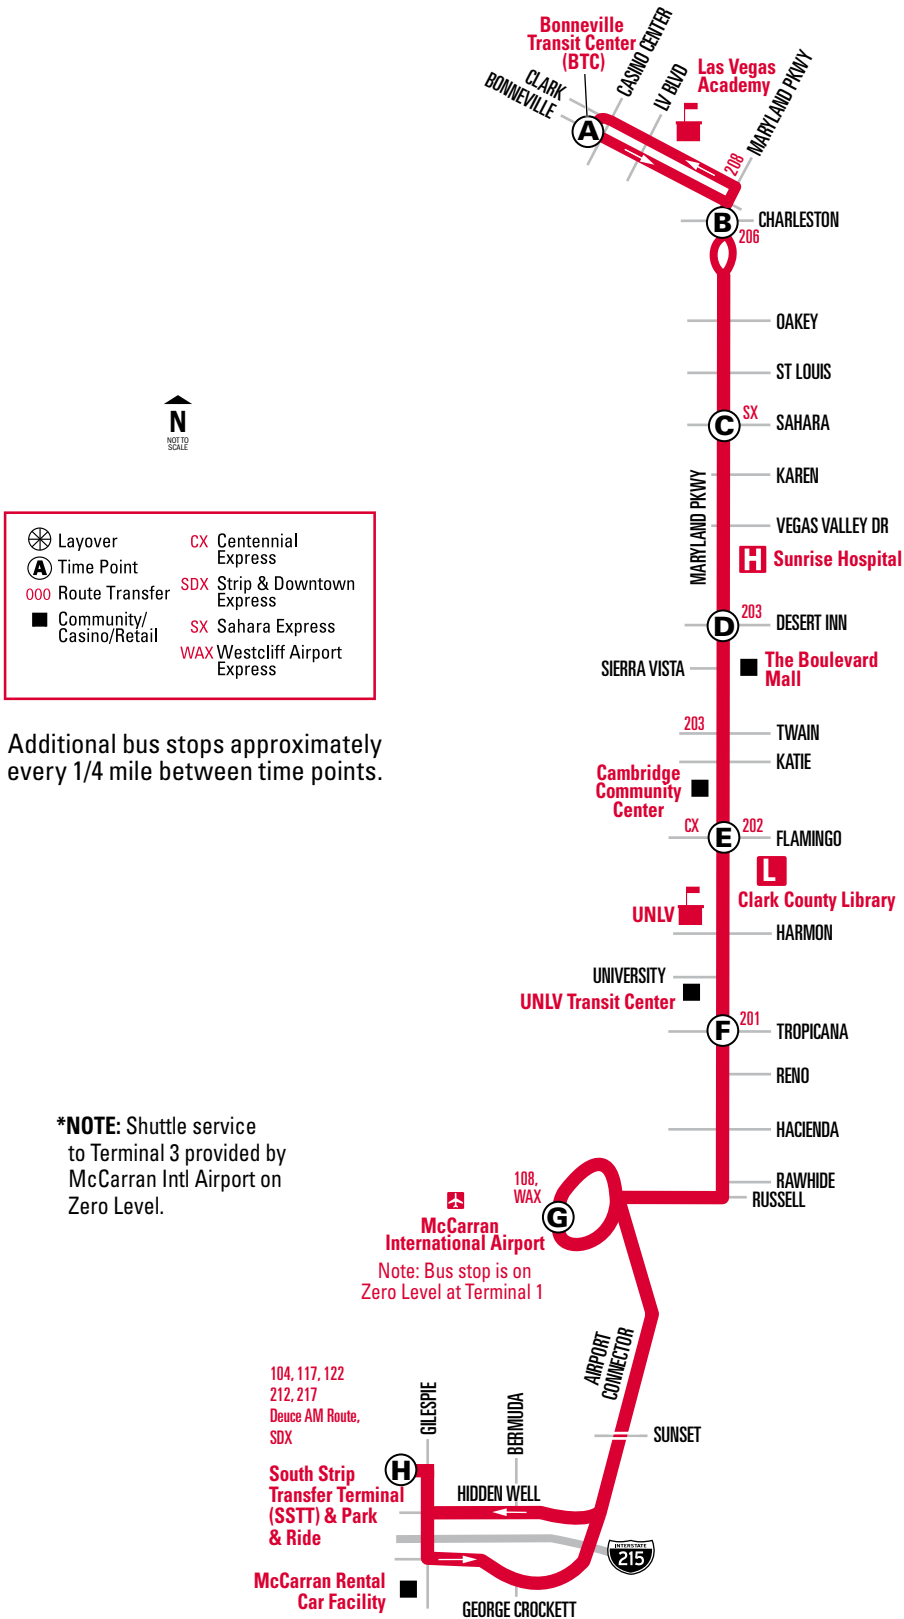 Bonneville
Transit Center
(BTC)
CLARK
BONNEVILLE
CASINO CENTER
LV BLVD
Las Vegas
Academy
MARYLAND PKWY
A
208
B
CHARLESTON
206
OAKEY
ST LOUIS
C
SX
SAHARA
KAREN
MARYLAND PKWY
VEGAS VALLEY DR
H
Sunrise Hospital
D
203
DESERT INN
SIERRA VISTA
The Boulevard
Mall
203
TWAIN
KATIE
Cambridge
Community
Center
CX
E
202
FLAMINGO
L
Clark County Library
UNLV
HARMON
UNIVERSITY
UNLV Transit Center
F
201
TROPICANA
RENO
HACIENDA
RAWHIDE
RUSSELL
108,
WAX
G
McCarran
International Airport
Note: Bus stop is on
Zero Level at Terminal 1
AIRPORT
CONNECTOR
SUNSET
104, 117, 122
212, 217
Deuce AM Route,
SDX
GILESPIE
BERMUDA
H
South Strip
Transfer Terminal
(SSTT) & Park
& Ride
HIDDEN WELL
INTERSTATE
215
McCarran Rental
Car Facility
GEORGE CROCKETT
N
NOT TO
SCALE
Layover
A Time Point
000 Route Transfer
Community/
Casino/Retail
CX Centennial
Express
SDX Strip & Downtown
Express
SX Sahara Express
WAX Westcliff Airport
Express
Additional bus stops approximately
every 1/4 mile between time points.
*NOTE: Shuttle service
to Terminal 3 provided by
McCarran Intl Airport on
Zero Level.